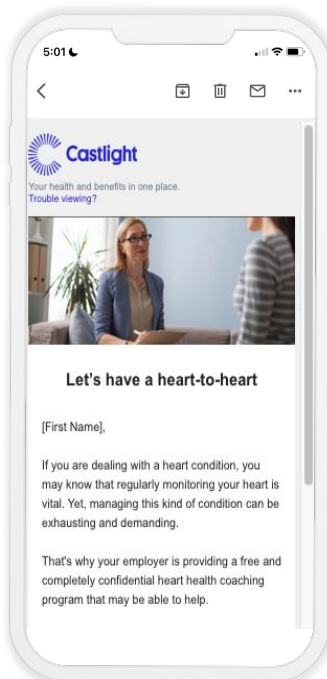 5:01
Castlight
Your health and benefits in one place.
Trouble viewing?
Let's have a heart-to-heart
[First Name],
If you are dealing with a heart condition, you
may know that regularly monitoring your heart is
vital. Yet, managing this kind of condition can be
exhausting and demanding.
That's why your employer is providing a free and
completely confidential heart health coaching
program that may be able to help.